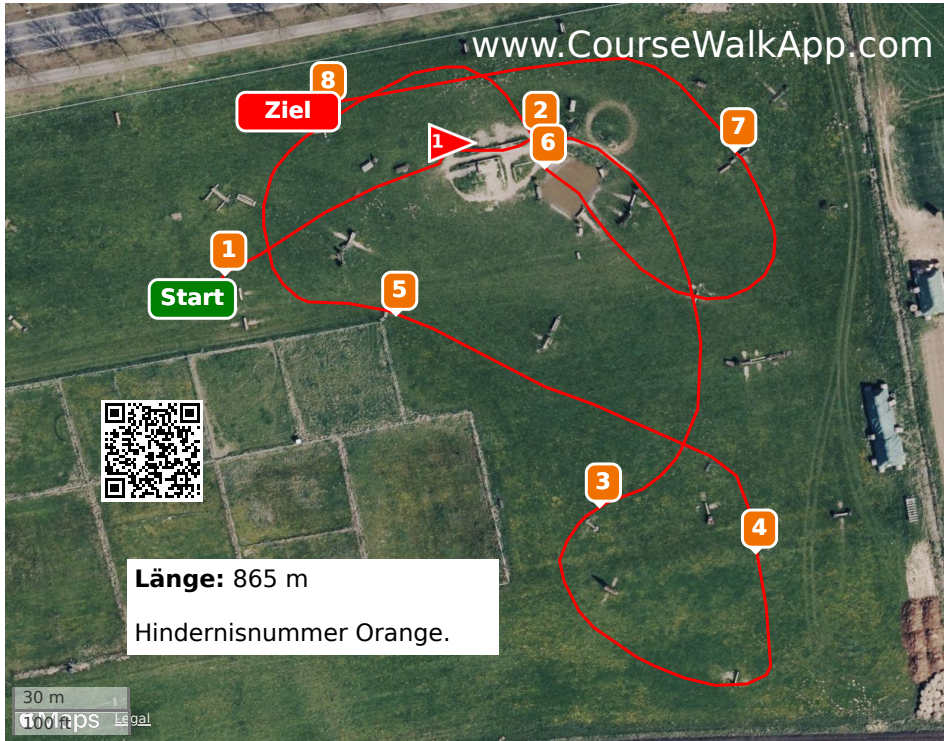 www.CourseWalkApp.com
8
Ziel
2
7
1
6
1
5
Start
3
4
Länge: 865 m
Hindernisnummer Orange.
30 m
100 ft
Maps
Legal